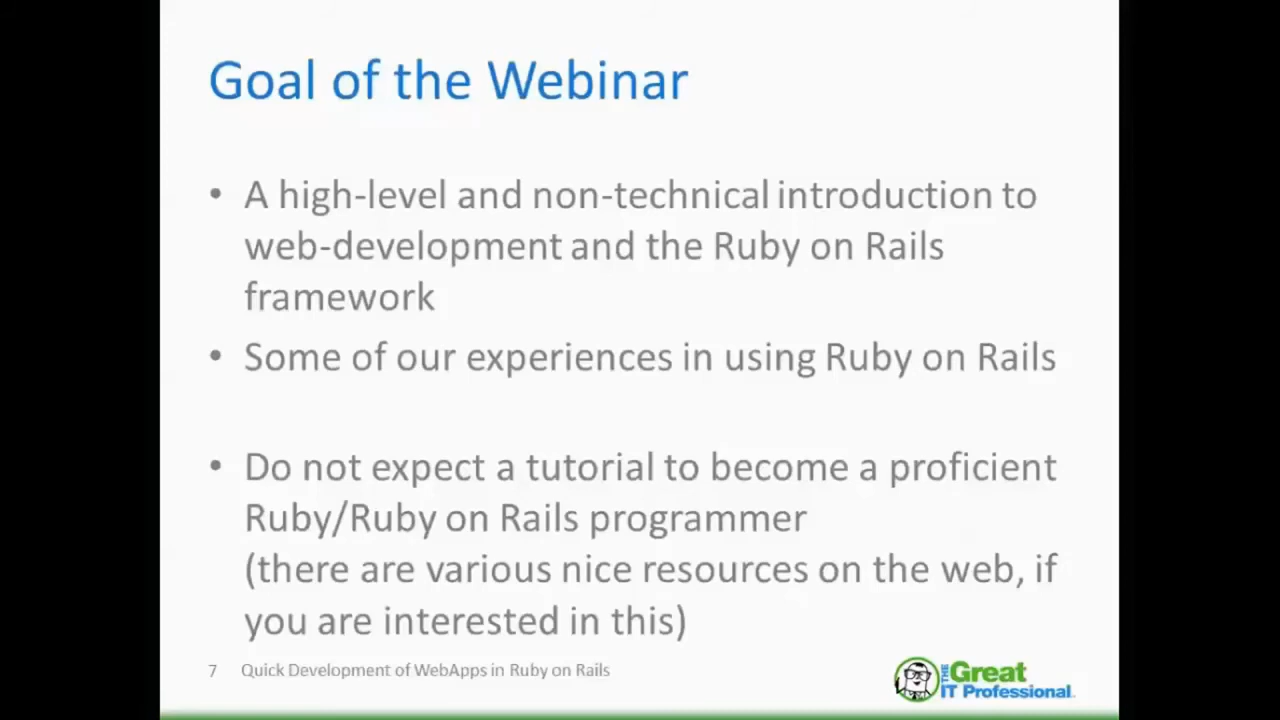 Goal of the Webinar
• A high-level and non-technical introduction to
web-development and the Ruby on Rails
framework
• Some of our experiences in using Ruby on Rails
• Do not expect a tutorial to become a proficient
Ruby/Ruby on Rails programmer
(there are various nice resources on the web, if
you are interested in this)
7 Quick Development of WebApps in Ruby on Rails
THE Great
IT Professional